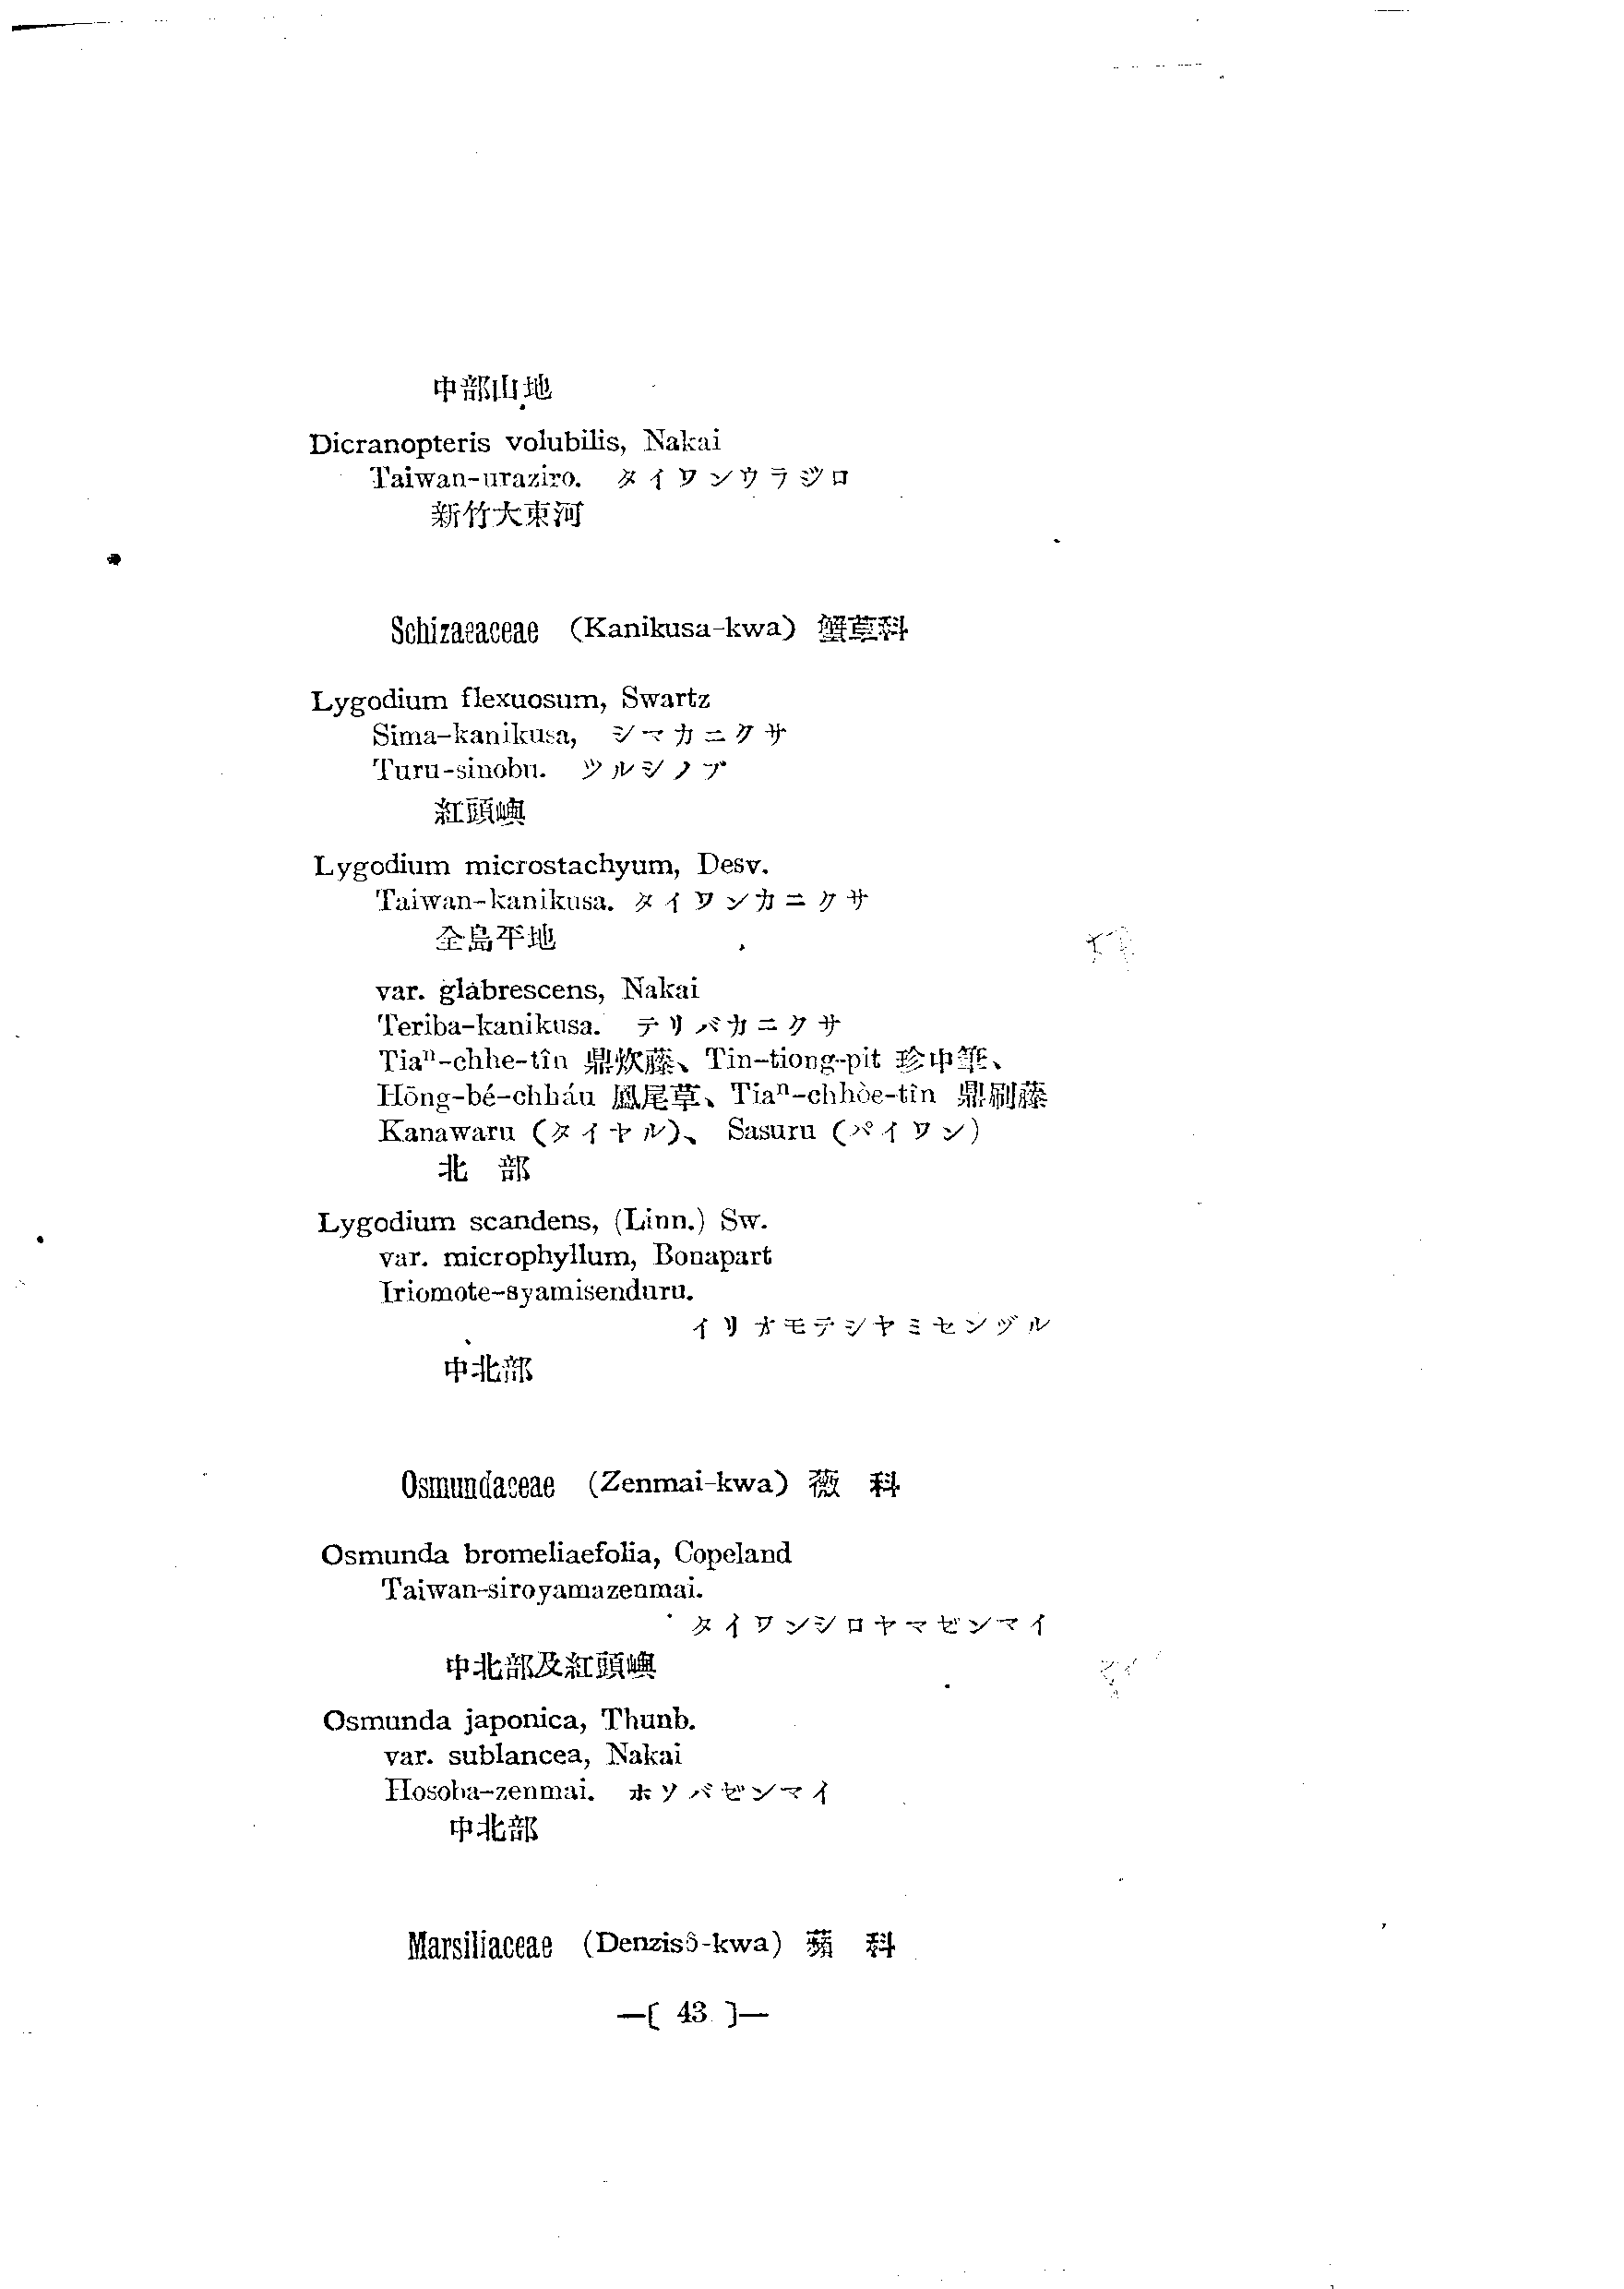 中部山地
Dicranopteris volubilis, Nakai
Taiwan-uraziro. タイワンウラジロ
新竹大東河
Schizaeaceae (Kanikusa-kwa) 蟹草科
Lygodium flexuosum, Swartz
Sima-kanikusa, シマカニクサ
Turu-sinobu. ツルシノブ
紅頭嶼
Lygodium microstachyum, Desv.
Taiwan-kanikusa. タイワンカニクサ
全島平地
var. glabrescens, Nakai
Teriba-kanikusa. テリバカニクサ
Tiaⁿ-chhe-tîn 鼎炊藤、Tin-tiong-pit 珍中筆、
Hōng-bé-chháu 鳳尾草、Tiaⁿ-chhòe-tîn 鼎刷藤
Kanawaru (タイヤル)、 Sasuru (パイワン)
北 部
Lygodium scandens, (Linn.) Sw.
var. microphyllum, Bonapart
Iriomote-syamisenduru.
イリオモテシヤミセンヅル
中北部
Osmundaceae (Zenmai-kwa) 薇 科
Osmunda bromeliaefolia, Copeland
Taiwan-siroyamazenmai.
タイワンシロヤマゼンマイ
中北部及紅頭嶼
Osmunda japonica, Thunb.
var. sublancea, Nakai
Hosoba-zenmai. ホソバゼンマイ
中北部
Marsiliaceae (Denzisô-kwa) 蘋 科
—[ 43 ]—